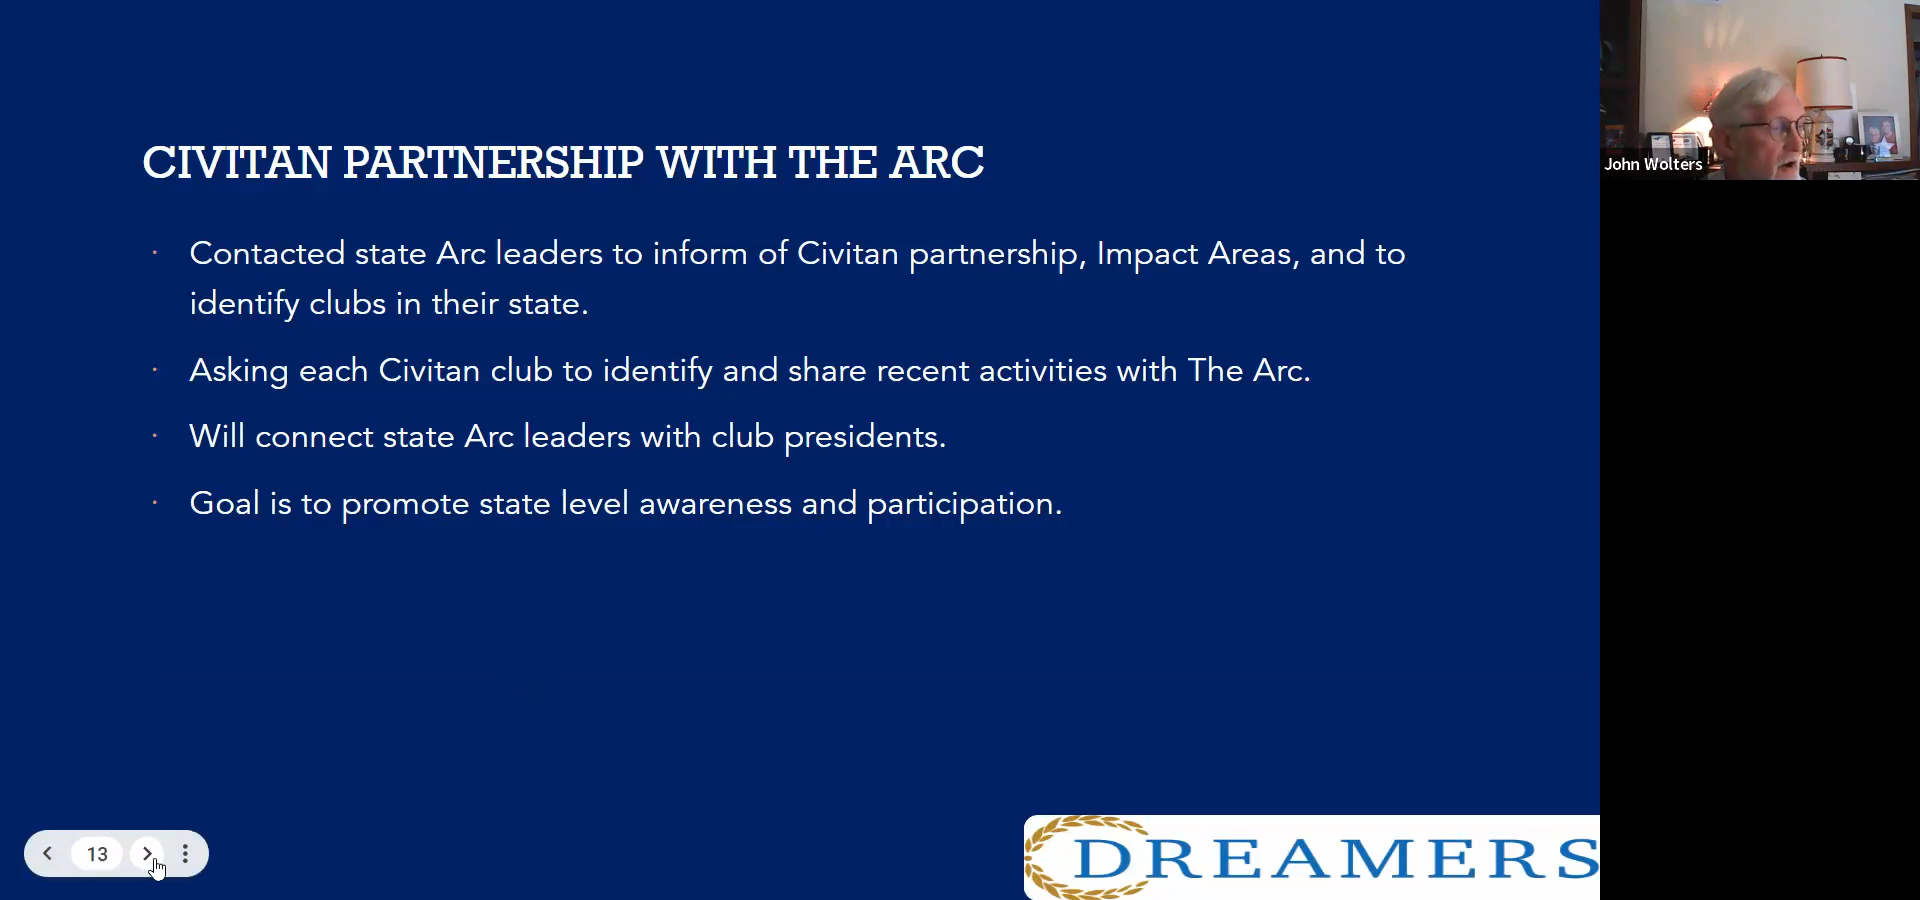 CIVITAN PARTNERSHIP WITH THE ARC
· Contacted state Arc leaders to inform of Civitan partnership, Impact Areas, and to
identify clubs in their state.
· Asking each Civitan club to identify and share recent activities with The Arc.
· Will connect state Arc leaders with club presidents.
· Goal is to promote state level awareness and participation.
John Wolters
13
DREAMERS